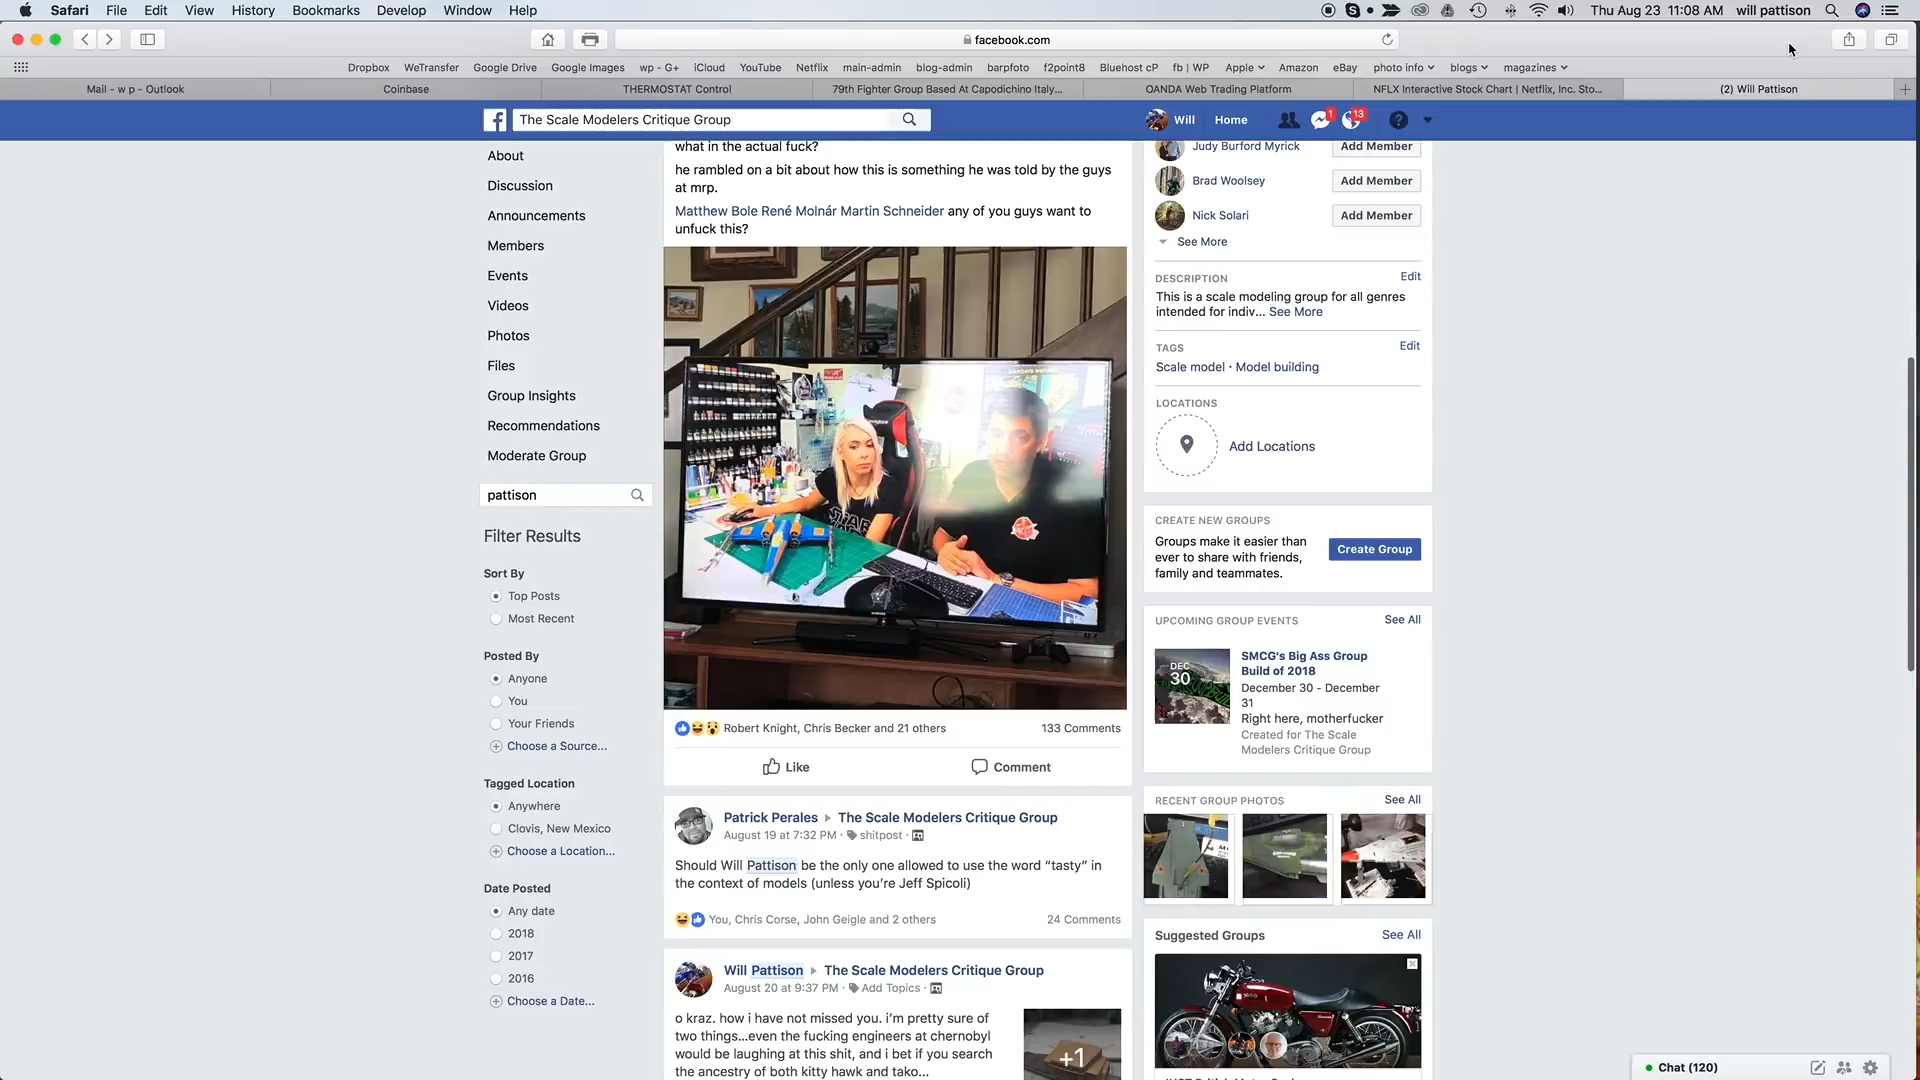 Safari File Edit View History Bookmarks Develop Window Help Thu Aug 23 11:08 AM will pattison
facebook.com
Dropbox WeTransfer Google Drive Google Images wp - G+ iCloud YouTube Netflix main-admin blog-admin barpfoto f2point8 Bluehost cP fb | WP Apple Amazon eBay photo info blogs magazines
Mail - w p - Outlook Coinbase THERMOSTAT Control 79th Fighter Group Based At Capodichino Italy... OANDA Web Trading Platform NFLX Interactive Stock Chart | Netflix, Inc. Sto... (2) Will Pattison
The Scale Modelers Critique Group
Will Home 1 13
About
Discussion
Announcements
Members
Events
Videos
Photos
Files
Group Insights
Recommendations
Moderate Group
pattison
Filter Results
Sort By
Top Posts
Most Recent
Posted By
Anyone
You
Your Friends
Choose a Source...
Tagged Location
Anywhere
Clovis, New Mexico
Choose a Location...
Date Posted
Any date
2018
2017
2016
Choose a Date...
what in the actual fuck?
he rambled on a bit about how this is something he was told by the guys
at mrp.
Matthew Bole René Molnár Martin Schneider any of you guys want to
unfuck this?
STAR
Robert Knight, Chris Becker and 21 others 133 Comments
Like Comment
Patrick Perales The Scale Modelers Critique Group
August 19 at 7:32 PM · shitpost ·
Should Will Pattison be the only one allowed to use the word “tasty” in
the context of models (unless you’re Jeff Spicoli)
You, Chris Corse, John Geigle and 2 others 24 Comments
Will Pattison The Scale Modelers Critique Group
August 20 at 9:37 PM · Add Topics ·
o kraz. how i have not missed you. i’m pretty sure of
two things...even the fucking engineers at chernobyl
would be laughing at this shit, and i bet if you search
the ancestry of both kitty hawk and tako...
+1
Judy Burford Myrick Add Member
Brad Woolsey Add Member
Nick Solari Add Member
See More
DESCRIPTION Edit
This is a scale modeling group for all genres
intended for indiv... See More
TAGS Edit
Scale model · Model building
LOCATIONS
Add Locations
CREATE NEW GROUPS
Groups make it easier than
ever to share with friends,
family and teammates.
Create Group
UPCOMING GROUP EVENTS See All
DEC
30
SMCG's Big Ass Group
Build of 2018
December 30 - December
31
Right here, motherfucker
Created for The Scale
Modelers Critique Group
RECENT GROUP PHOTOS See All
Suggested Groups See All
Chat (120)